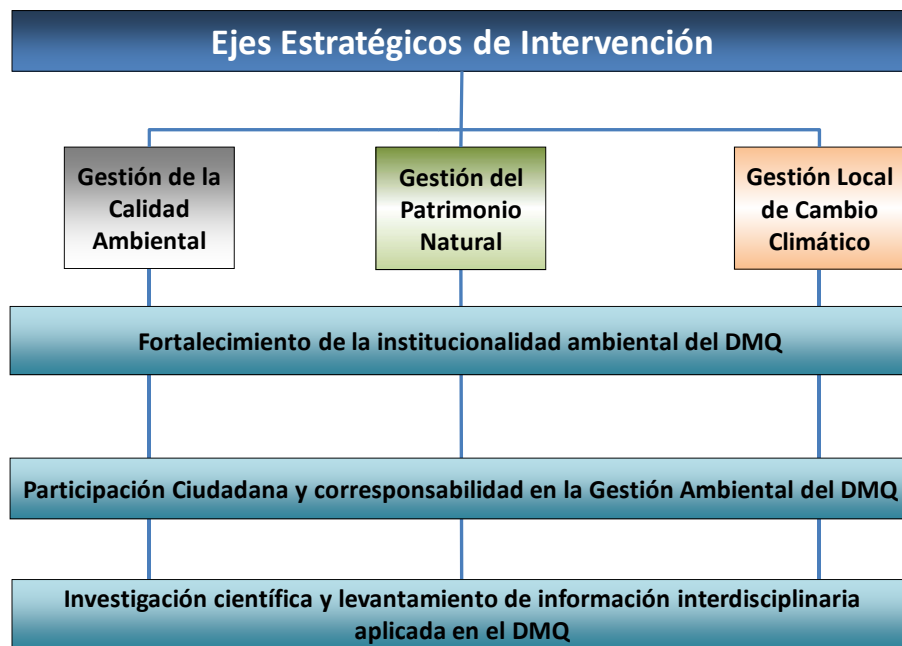 Ejes Estratégicos de Intervención
Gestión de la
Calidad
Ambiental
Gestión del
Patrimonio
Natural
Gestión Local
de Cambio
Climático
Fortalecimiento de la institucionalidad ambiental del DMQ
Participación Ciudadana y corresponsabilidad en la Gestión Ambiental del DMQ
Investigación científica y levantamiento de información interdisciplinaria
aplicada en el DMQ